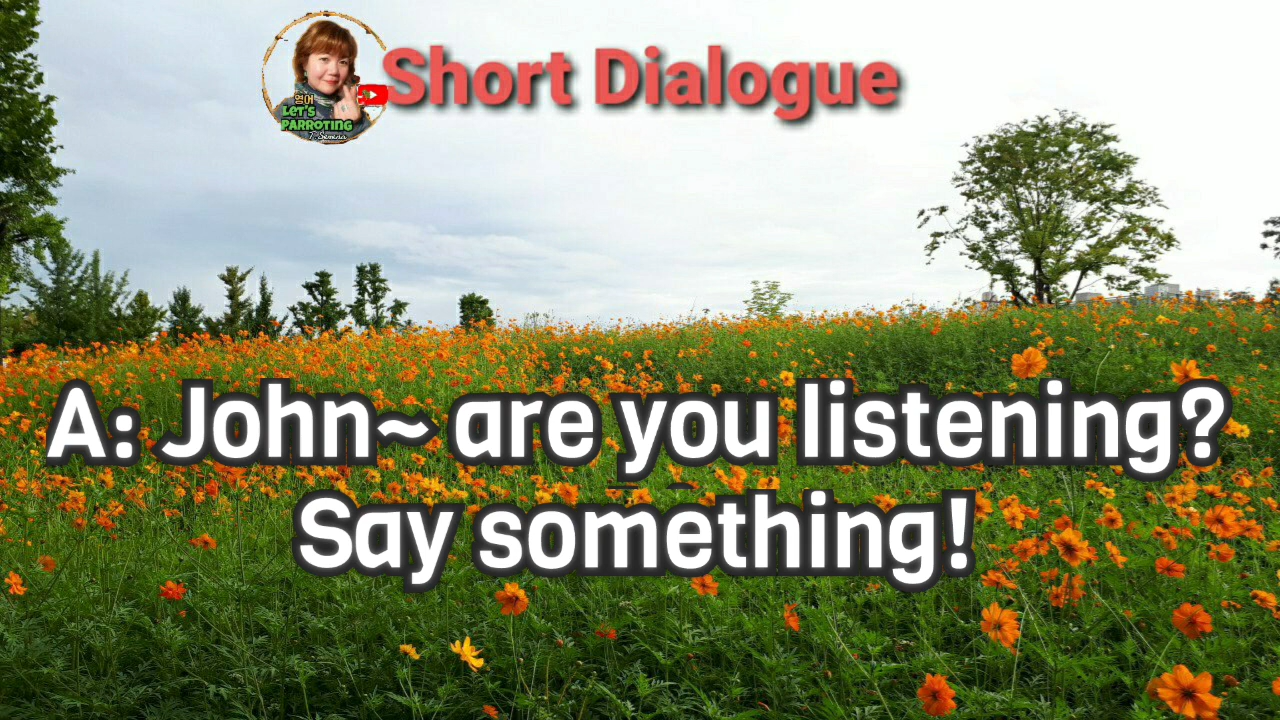 Short Dialogue
영어
LET'S
PARROTING
A: John~ are you listening?
Say something!